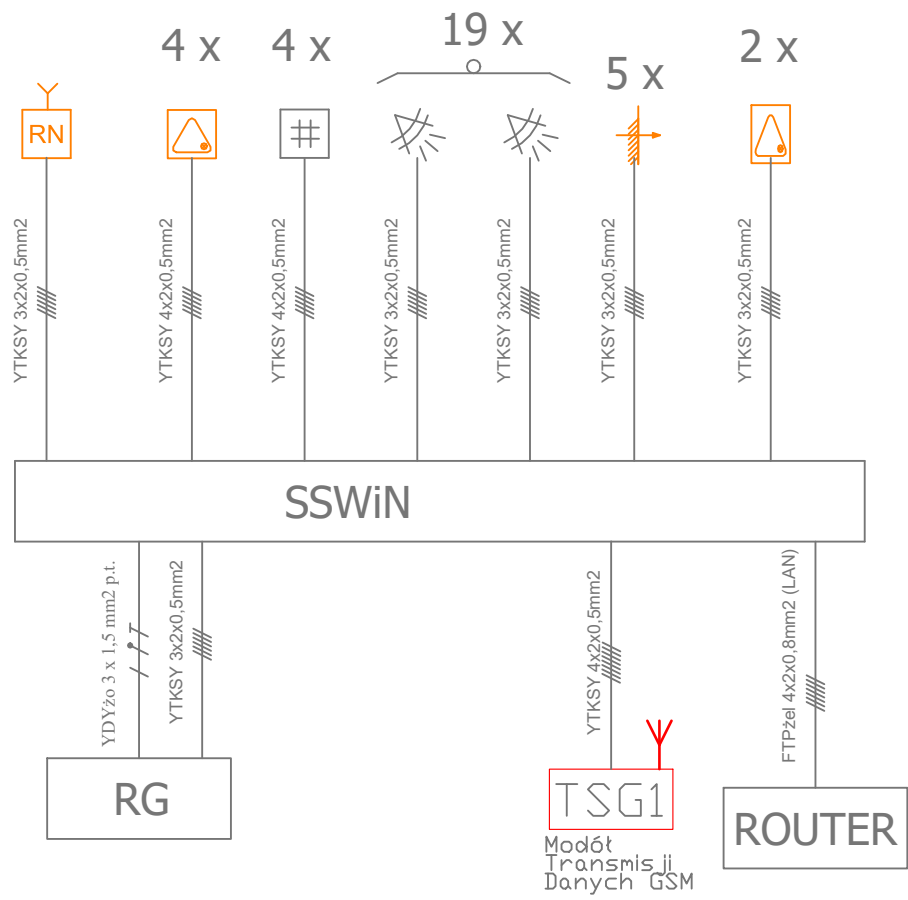 4 x
4 x
19 x
5 x
2 x
RN
YTKSY 3x2x0,5mm2
YTKSY 4x2x0,5mm2
YTKSY 4x2x0,5mm2
YTKSY 3x2x0,5mm2
YTKSY 3x2x0,5mm2
YTKSY 3x2x0,5mm2
YTKSY 3x2x0,5mm2
SSWiN
YDYżo 3 x 1,5 mm2 p.t.
YTKSY 3x2x0,5mm2
YTKSY 4x2x0,5mm2
FTPżel 4x2x0,8mm2 (LAN)
RG
TSG1
ROUTER
Modół
Transmisji
Danych GSM